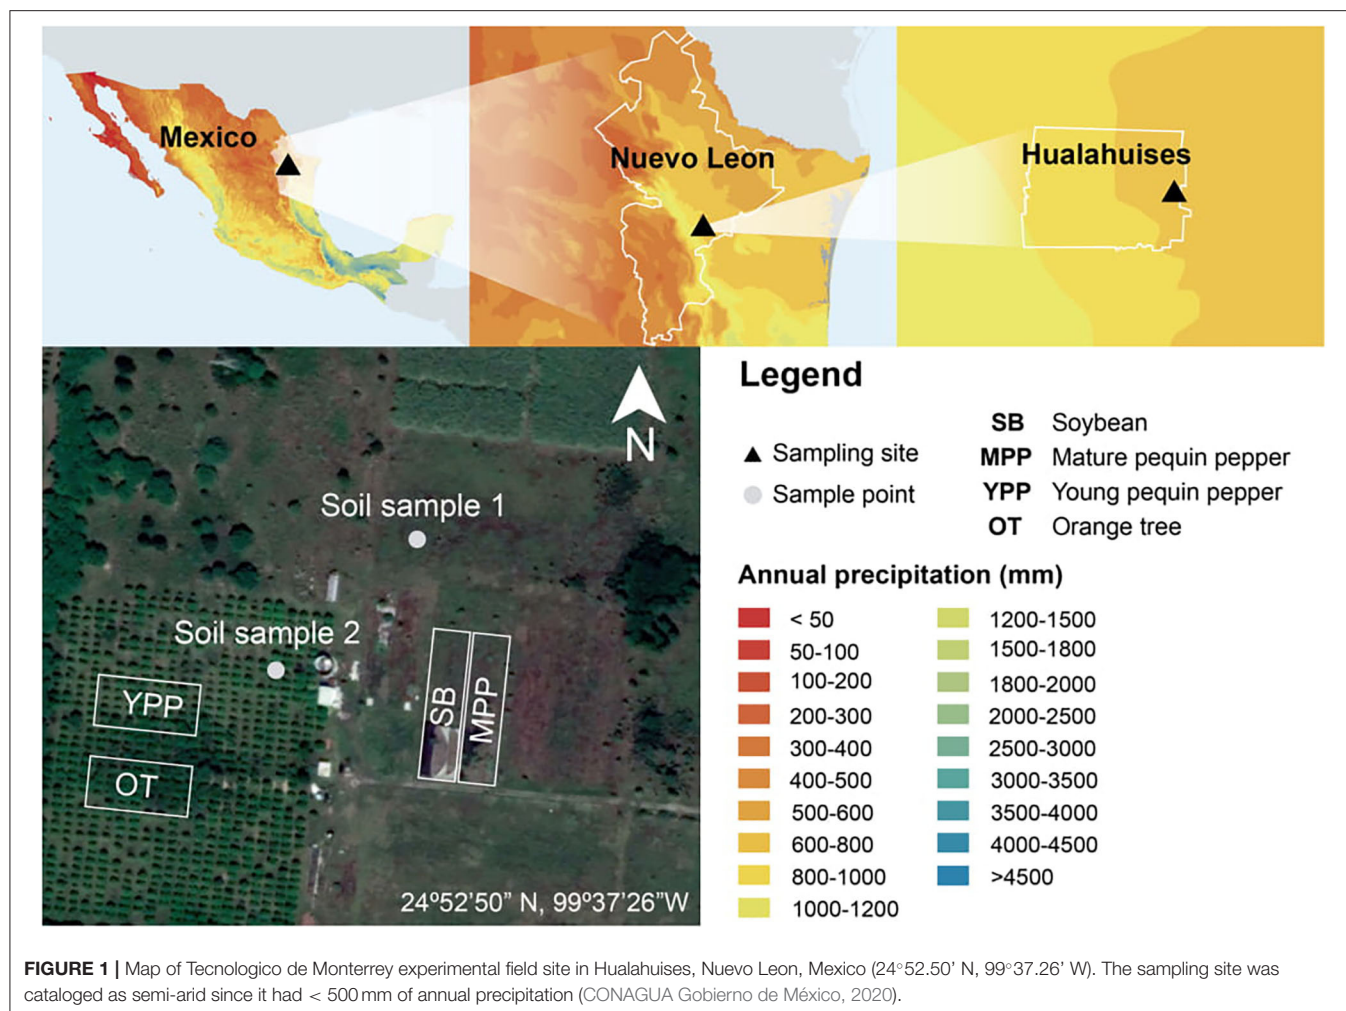 Mexico
Nuevo Leon
Hualahuises
N
Soil sample 1
Soil sample 2
YPP
OT
SB
MPP
24º52'50" N, 99º37'26"W
Legend
Sampling site
Sample point
SB Soybean
MPP Mature pequin pepper
YPP Young pequin pepper
OT Orange tree
Annual precipitation (mm)
< 50
50-100
100-200
200-300
300-400
400-500
500-600
600-800
800-1000
1000-1200
1200-1500
1500-1800
1800-2000
2000-2500
2500-3000
3000-3500
3500-4000
4000-4500
>4500
FIGURE 1 | Map of Tecnologico de Monterrey experimental field site in Hualahuises, Nuevo Leon, Mexico (24◦52.50' N, 99◦37.26' W). The sampling site was
cataloged as semi-arid since it had < 500 mm of annual precipitation (CONAGUA Gobierno de México, 2020).